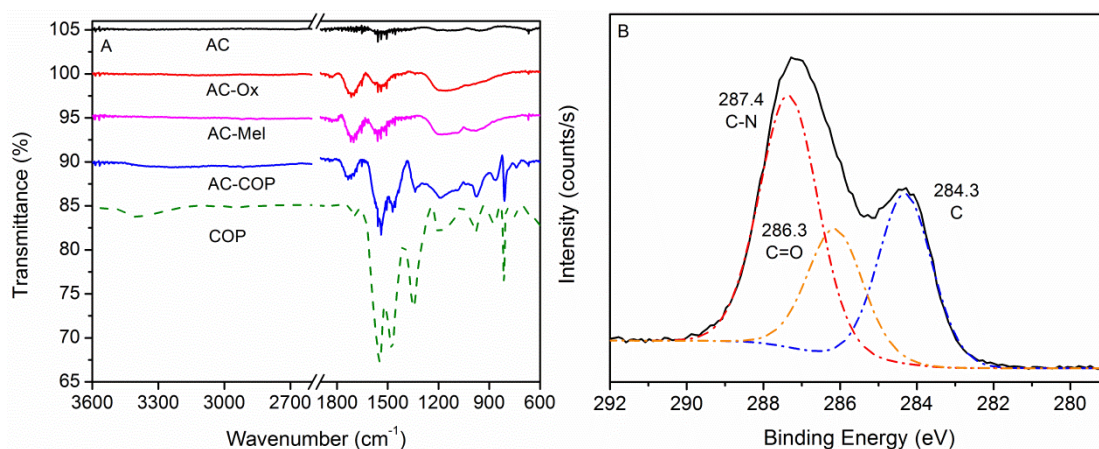 A
AC
AC-Ox
AC-Mel
AC-COP
COP
105
100
95
90
85
80
75
70
65
Transmittance (%)
3600 3300 3000 2700 1800 1500 1200 900 600
Wavenumber (cm⁻¹)
B
287.4
C-N
286.3
C=O
284.3
C
Intensity (counts/s)
292 290 288 286 284 282 280
Binding Energy (eV)